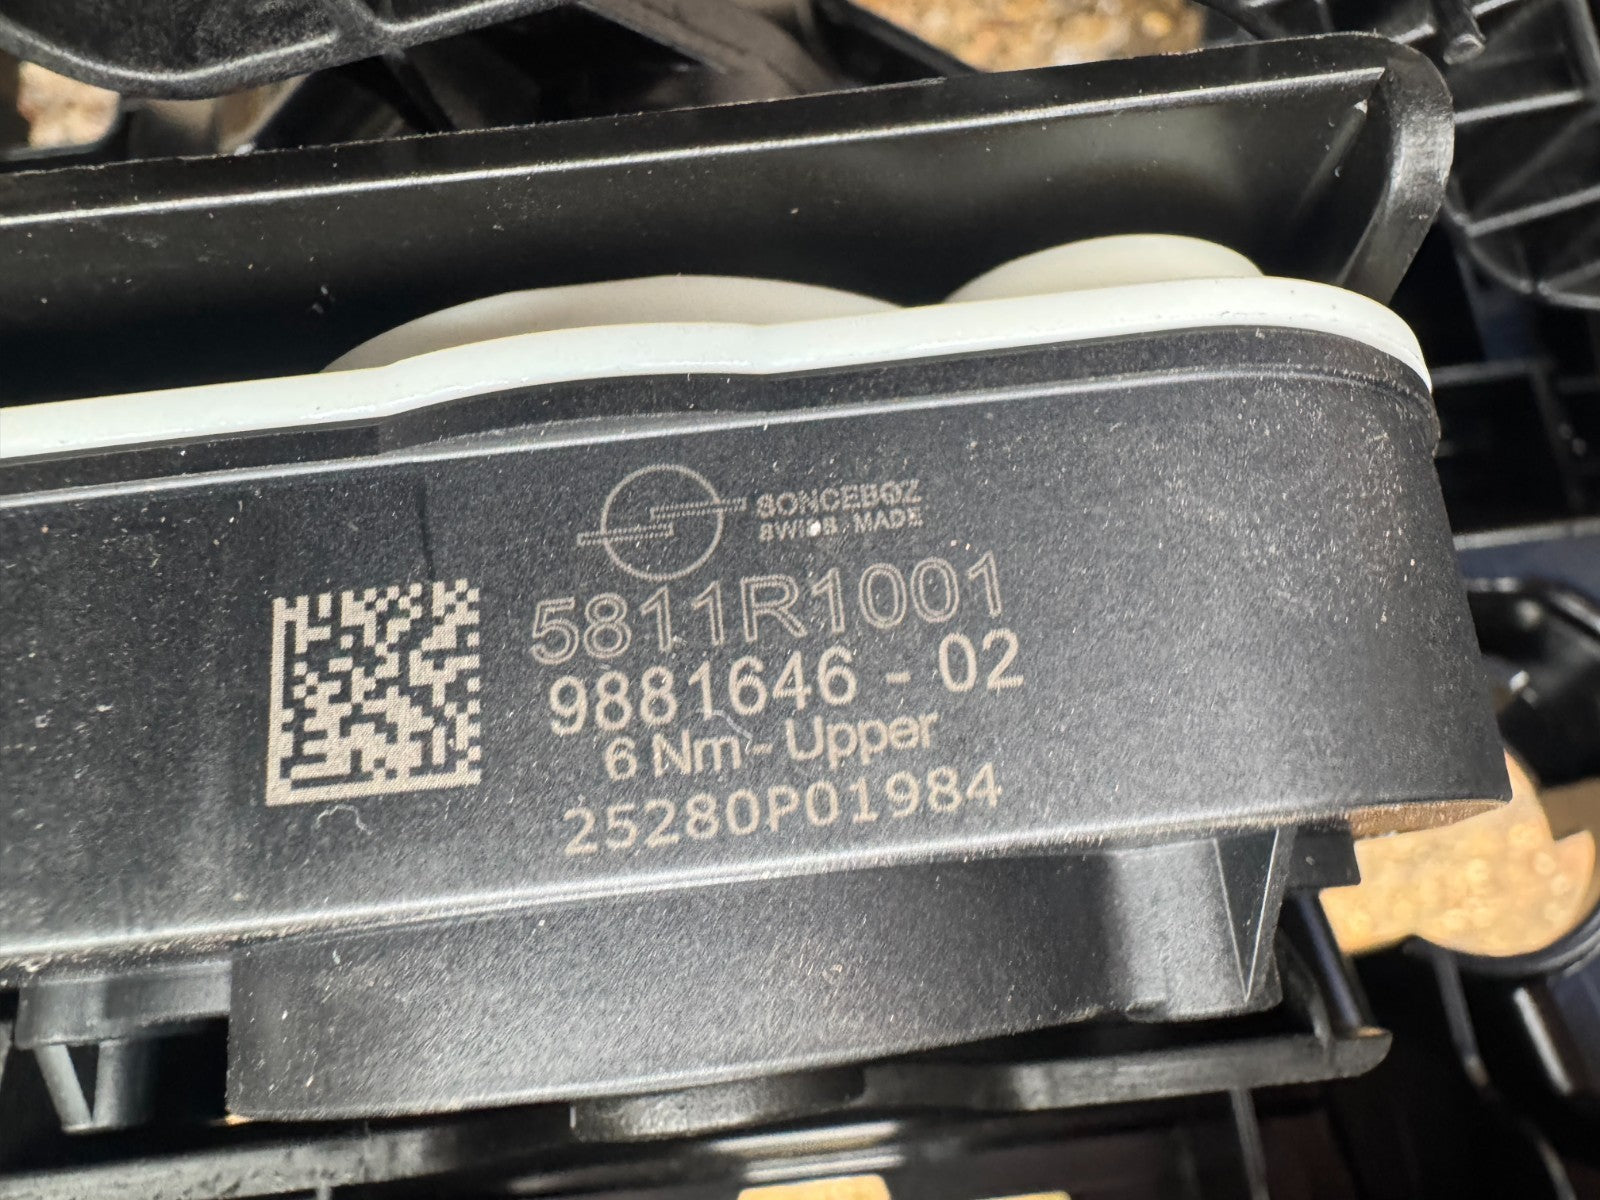 SONCEBOZ
SWISS MADE
5811R1001
9881646 - 02
6 Nm - Upper
25280P01984